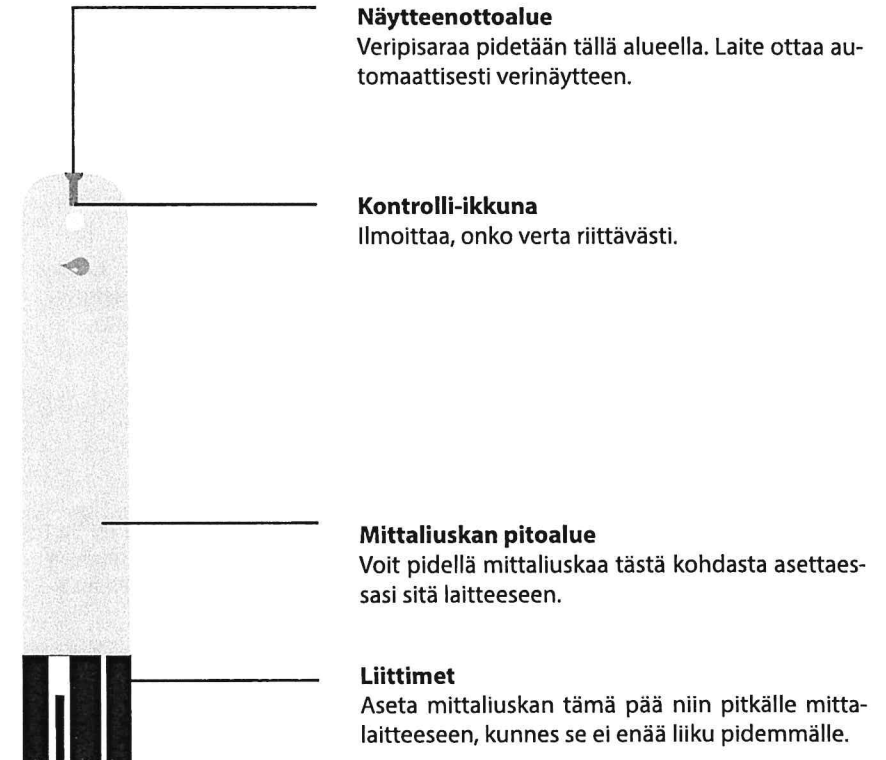 Näytteenottoalue
Veripisaraa pidetään tällä alueella. Laite ottaa au-
tomaattisesti verinäytteen.
Kontrolli-ikkuna
Ilmoittaa, onko verta riittävästi.
Mittaliuskan pitoalue
Voit pidellä mittaliuskaa tästä kohdasta asettaes-
sasi sitä laitteeseen.
Liittimet
Aseta mittaliuskan tämä pää niin pitkälle mitta-
laitteeseen, kunnes se ei enää liiku pidemmälle.